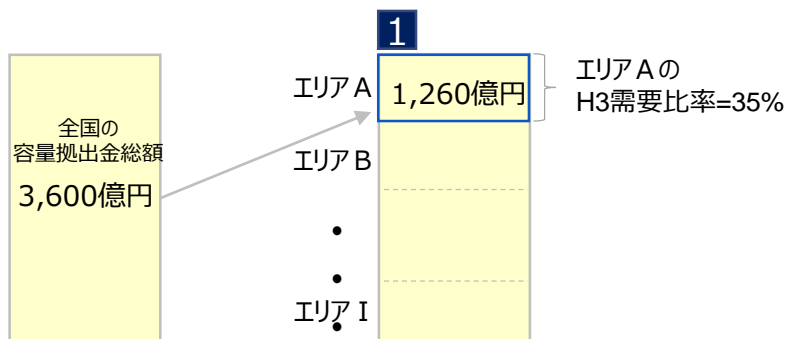 1
エリアA
1,260億円
エリアAの
H3需要比率=35%
全国の
容量拠出金総額
3,600億円
エリアB
•
•
エリアI
•